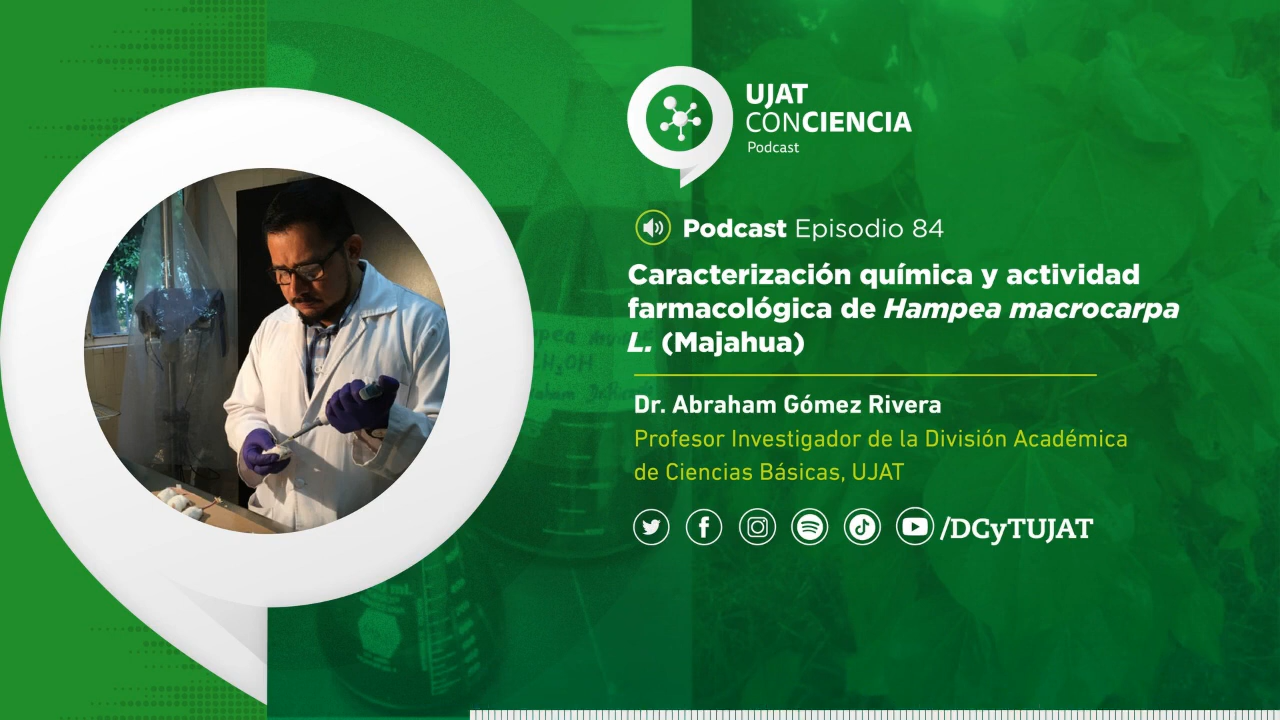 UJAT
CONCIENCIA
Podcast
Podcast Episodio 84
Caracterización química y actividad
farmacológica de Hampea macrocarpa
L. (Majahua)
Dr. Abraham Gómez Rivera
Profesor Investigador de la División Académica
de Ciencias Básicas, UJAT
/DCyTUJAT